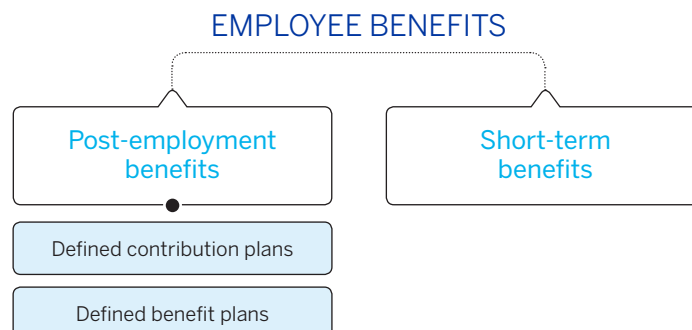 EMPLOYEE BENEFITS
Post-employment
benefits
Short-term
benefits
Defined contribution plans
Defined benefit plans